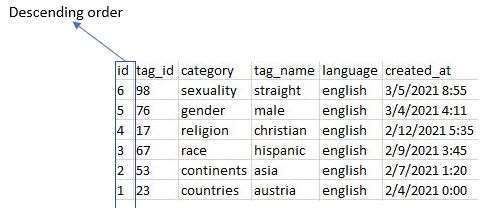 Descending order
id tag_id category tag_name language created_at
6 98 sexuality straight english 3/5/2021 8:55
5 76 gender male english 3/4/2021 4:11
4 17 religion christian english 2/12/2021 5:35
3 67 race hispanic english 2/9/2021 3:45
2 53 continents asia english 2/7/2021 1:20
1 23 countries austria english 2/4/2021 0:00